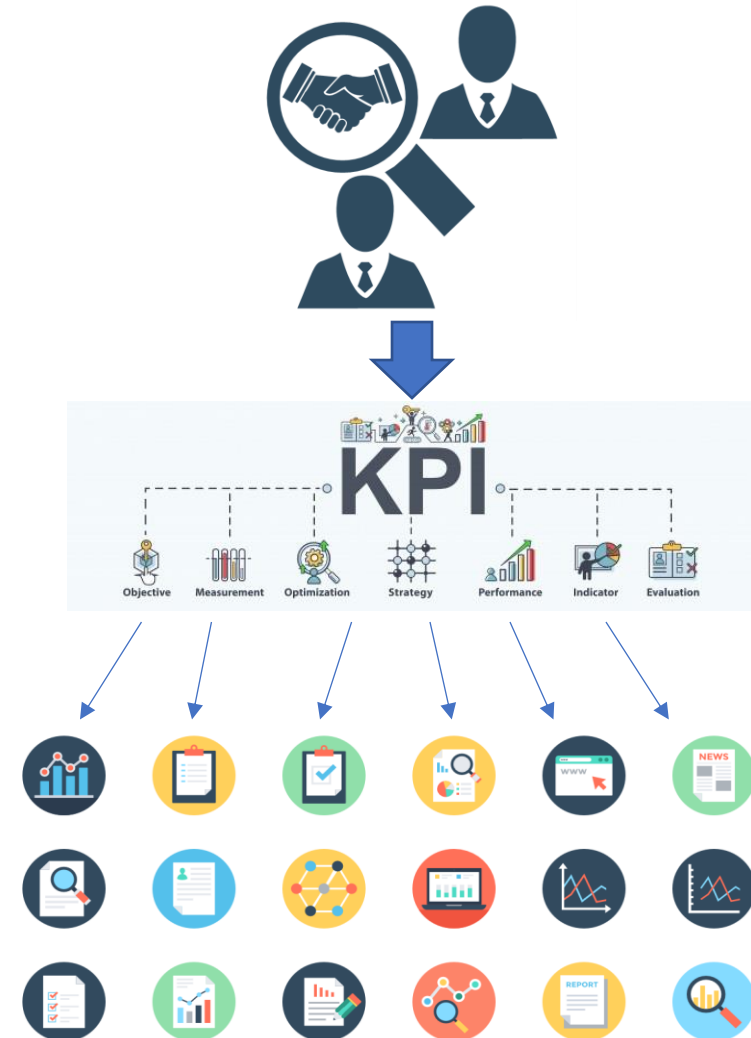 KPI
Objective Measurement Optimization Strategy Performance Indicator Evaluation
WWW
NEWS
REPORT